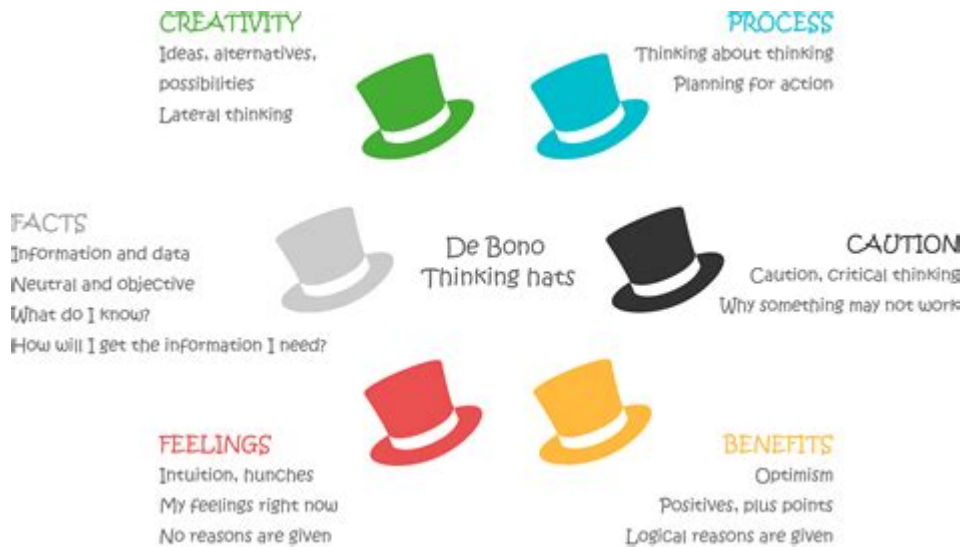 CREATIVITY
Ideas, alternatives,
possibilities
Lateral thinking
PROCESS
Thinking about thinking
Planning for action
FACTS
Information and data
Neutral and objective
What do I know?
How will I get the information I need?
De Bono
Thinking hats
CAUTION
Caution, critical thinking
Why something may not work
FEELINGS
Intuition, hunches
My feelings right now
No reasons are given
BENEFITS
Optimism
Positives, plus points
Logical reasons are given